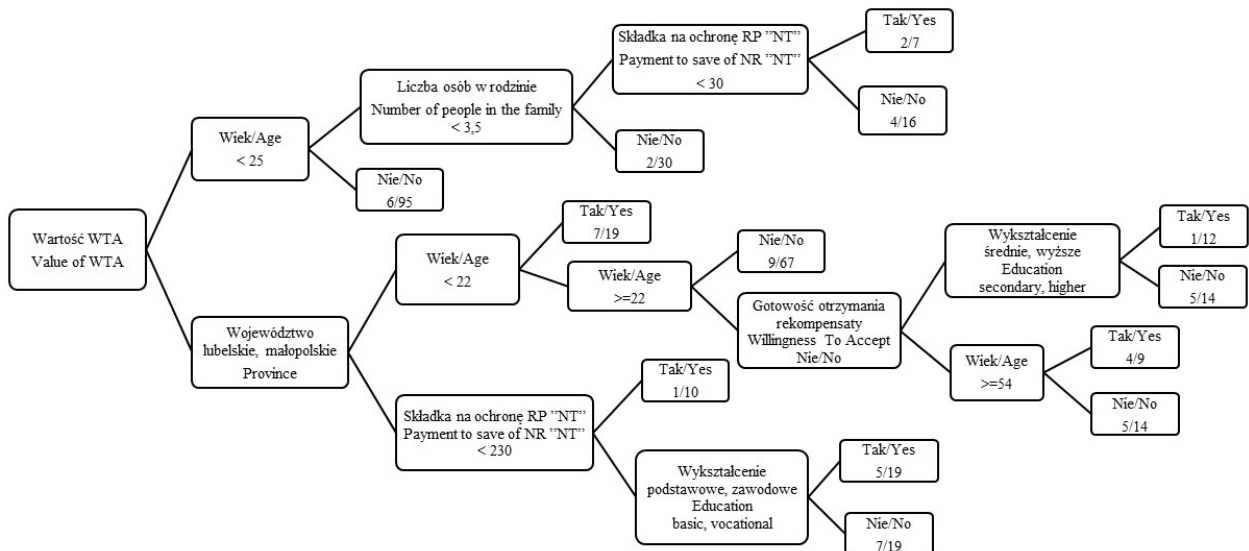 Wartość WTA
Value of WTA
Wiek/Age
< 25
Liczba osób w rodzinie
Number of people in the family
< 3,5
Składka na ochronę RP ”NT”
Payment to save of NR ”NT”
< 30
Tak/Yes
2/7
Nie/No
4/16
Nie/No
2/30
Nie/No
6/95
Województwo
lubelskie, małopolskie
Province
Wiek/Age
< 22
Tak/Yes
7/19
Wiek/Age
>=22
Nie/No
9/67
Gotowość otrzymania
rekompensaty
Willingness To Accept
Nie/No
Wykształcenie
średnie, wyższe
Education
secondary, higher
Tak/Yes
1/12
Nie/No
5/14
Wiek/Age
>=54
Tak/Yes
4/9
Nie/No
5/14
Składka na ochronę RP ”NT”
Payment to save of NR ”NT”
< 230
Tak/Yes
1/10
Wykształcenie
podstawowe, zawodowe
Education
basic, vocational
Tak/Yes
5/19
Nie/No
7/19